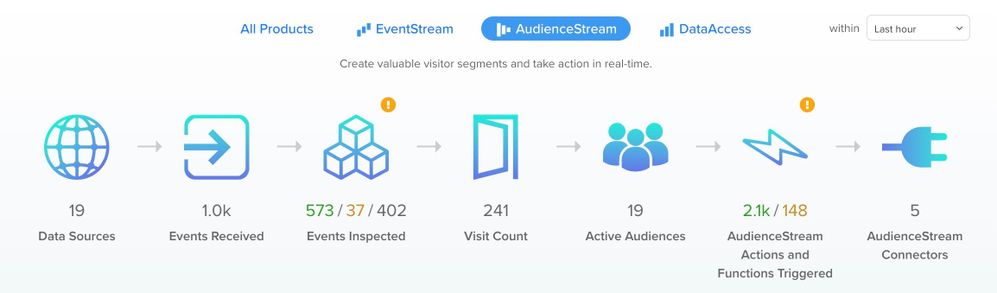 All Products
EventStream
AudienceStream
DataAccess
within
Last hour
Create valuable visitor segments and take action in real-time.
!
!
19
1.0k
573 / 37 / 402
241
19
2.1k / 148
5
Data Sources
Events Received
Events Inspected
Visit Count
Active Audiences
AudienceStream
Actions and
Functions Triggered
AudienceStream
Connectors